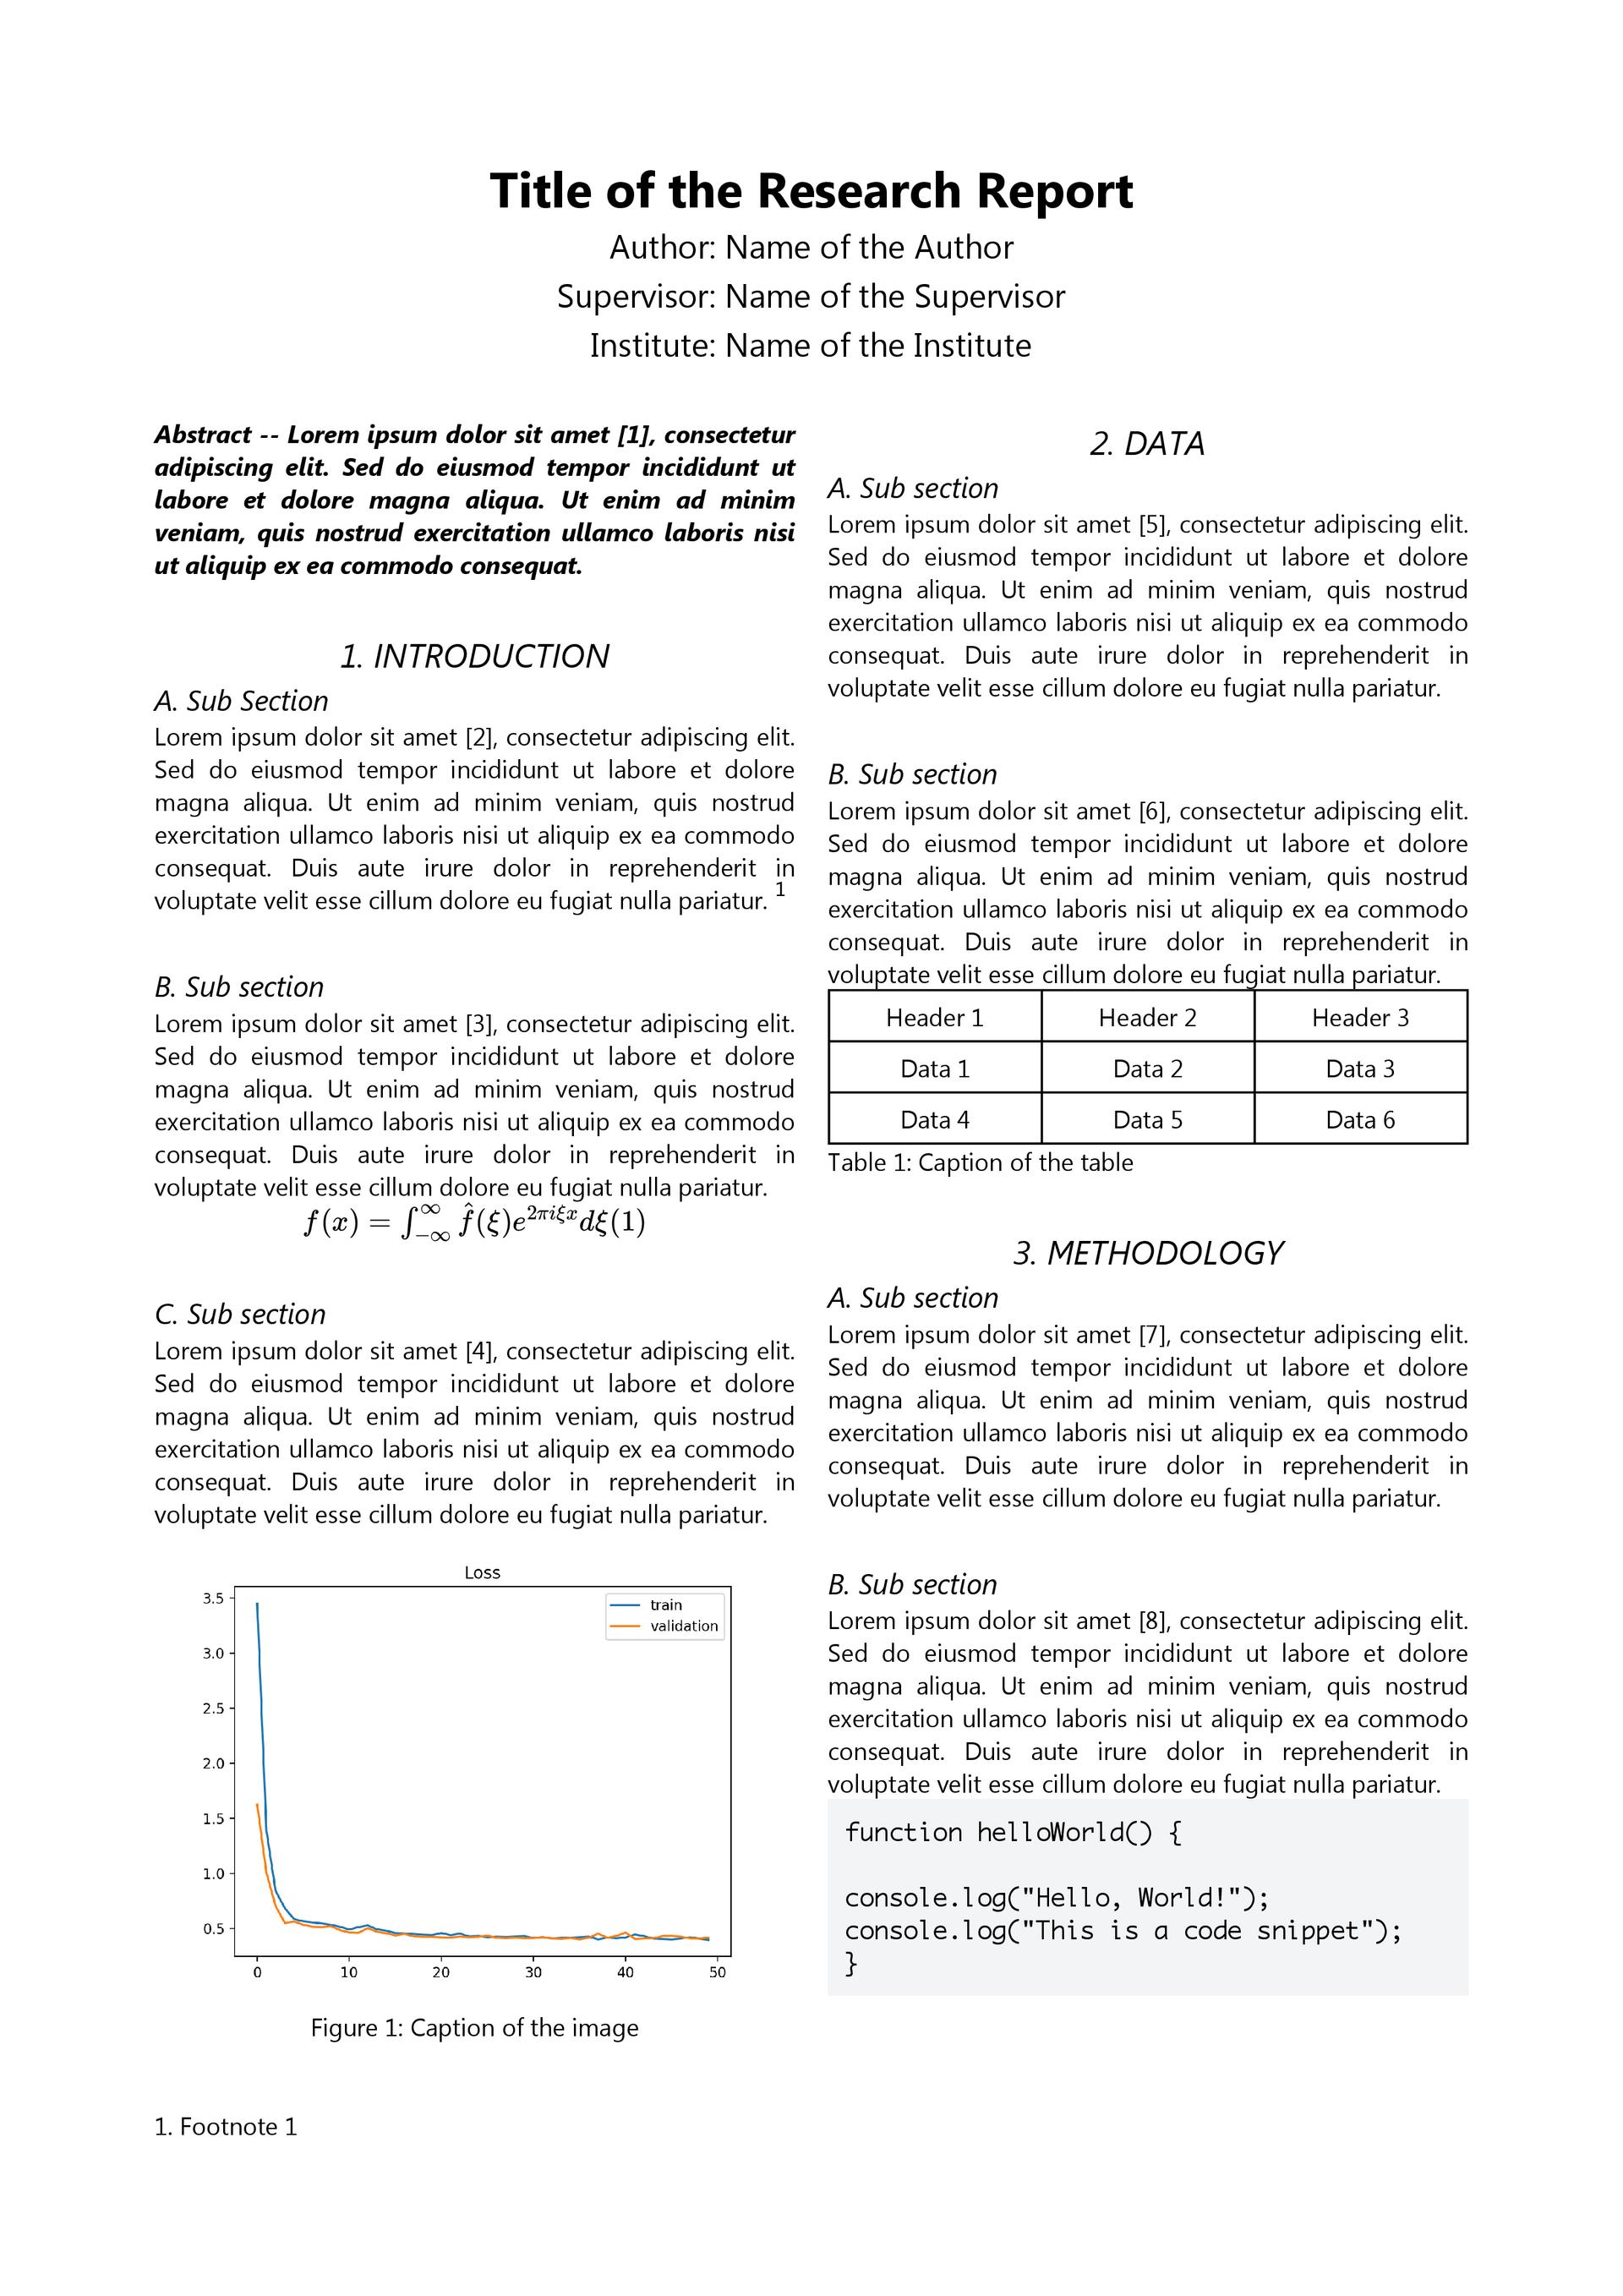 Title of the Research Report
Author: Name of the Author
Supervisor: Name of the Supervisor
Institute: Name of the Institute
Abstract -- Lorem ipsum dolor sit amet [1], consectetur
adipiscing elit. Sed do eiusmod tempor incididunt ut
labore et dolore magna aliqua. Ut enim ad minim
veniam, quis nostrud exercitation ullamco laboris nisi
ut aliquip ex ea commodo consequat.
1. INTRODUCTION
A. Sub Section
Lorem ipsum dolor sit amet [2], consectetur adipiscing elit.
Sed do eiusmod tempor incididunt ut labore et dolore
magna aliqua. Ut enim ad minim veniam, quis nostrud
exercitation ullamco laboris nisi ut aliquip ex ea commodo
consequat. Duis aute irure dolor in reprehenderit in
voluptate velit esse cillum dolore eu fugiat nulla pariatur. 1
B. Sub section
Lorem ipsum dolor sit amet [3], consectetur adipiscing elit.
Sed do eiusmod tempor incididunt ut labore et dolore
magna aliqua. Ut enim ad minim veniam, quis nostrud
exercitation ullamco laboris nisi ut aliquip ex ea commodo
consequat. Duis aute irure dolor in reprehenderit in
voluptate velit esse cillum dolore eu fugiat nulla pariatur.
f(x) = ∫_{-∞}^{∞} f̂(ξ)e^{2πiξx}dξ(1)
C. Sub section
Lorem ipsum dolor sit amet [4], consectetur adipiscing elit.
Sed do eiusmod tempor incididunt ut labore et dolore
magna aliqua. Ut enim ad minim veniam, quis nostrud
exercitation ullamco laboris nisi ut aliquip ex ea commodo
consequat. Duis aute irure dolor in reprehenderit in
voluptate velit esse cillum dolore eu fugiat nulla pariatur.
Loss
train
validation
3.5
3.0
2.5
2.0
1.5
1.0
0.5
0 10 20 30 40 50
Figure 1: Caption of the image
1. Footnote 1
2. DATA
A. Sub section
Lorem ipsum dolor sit amet [5], consectetur adipiscing elit.
Sed do eiusmod tempor incididunt ut labore et dolore
magna aliqua. Ut enim ad minim veniam, quis nostrud
exercitation ullamco laboris nisi ut aliquip ex ea commodo
consequat. Duis aute irure dolor in reprehenderit in
voluptate velit esse cillum dolore eu fugiat nulla pariatur.
B. Sub section
Lorem ipsum dolor sit amet [6], consectetur adipiscing elit.
Sed do eiusmod tempor incididunt ut labore et dolore
magna aliqua. Ut enim ad minim veniam, quis nostrud
exercitation ullamco laboris nisi ut aliquip ex ea commodo
consequat. Duis aute irure dolor in reprehenderit in
voluptate velit esse cillum dolore eu fugiat nulla pariatur.
Header 1 Header 2 Header 3
Data 1 Data 2 Data 3
Data 4 Data 5 Data 6
Table 1: Caption of the table
3. METHODOLOGY
A. Sub section
Lorem ipsum dolor sit amet [7], consectetur adipiscing elit.
Sed do eiusmod tempor incididunt ut labore et dolore
magna aliqua. Ut enim ad minim veniam, quis nostrud
exercitation ullamco laboris nisi ut aliquip ex ea commodo
consequat. Duis aute irure dolor in reprehenderit in
voluptate velit esse cillum dolore eu fugiat nulla pariatur.
B. Sub section
Lorem ipsum dolor sit amet [8], consectetur adipiscing elit.
Sed do eiusmod tempor incididunt ut labore et dolore
magna aliqua. Ut enim ad minim veniam, quis nostrud
exercitation ullamco laboris nisi ut aliquip ex ea commodo
consequat. Duis aute irure dolor in reprehenderit in
voluptate velit esse cillum dolore eu fugiat nulla pariatur.
function helloWorld() {
console.log("Hello, World!");
console.log("This is a code snippet");
}